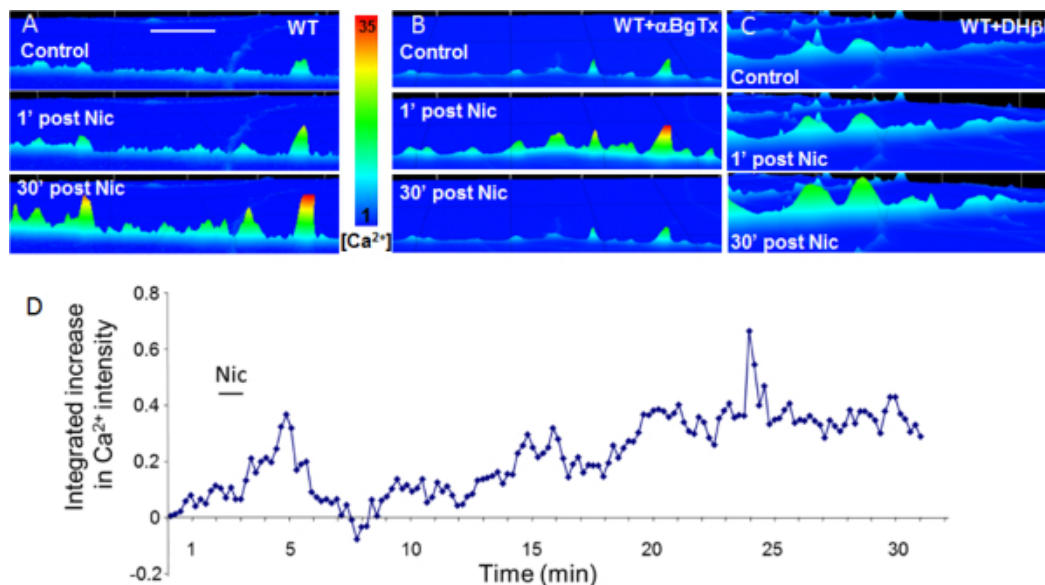 A
WT
Control
1' post Nic
30' post Nic
35
1
[Ca²⁺]
B
WT+αBgTx
Control
1' post Nic
30' post Nic
C
WT+DHβ
Control
1' post Nic
30' post Nic
D
Integrated increase
in Ca²⁺ intensity
0.8
0.6
0.4
0.2
0
-0.2
Nic
1 5 10 15 20 25 30
Time (min)